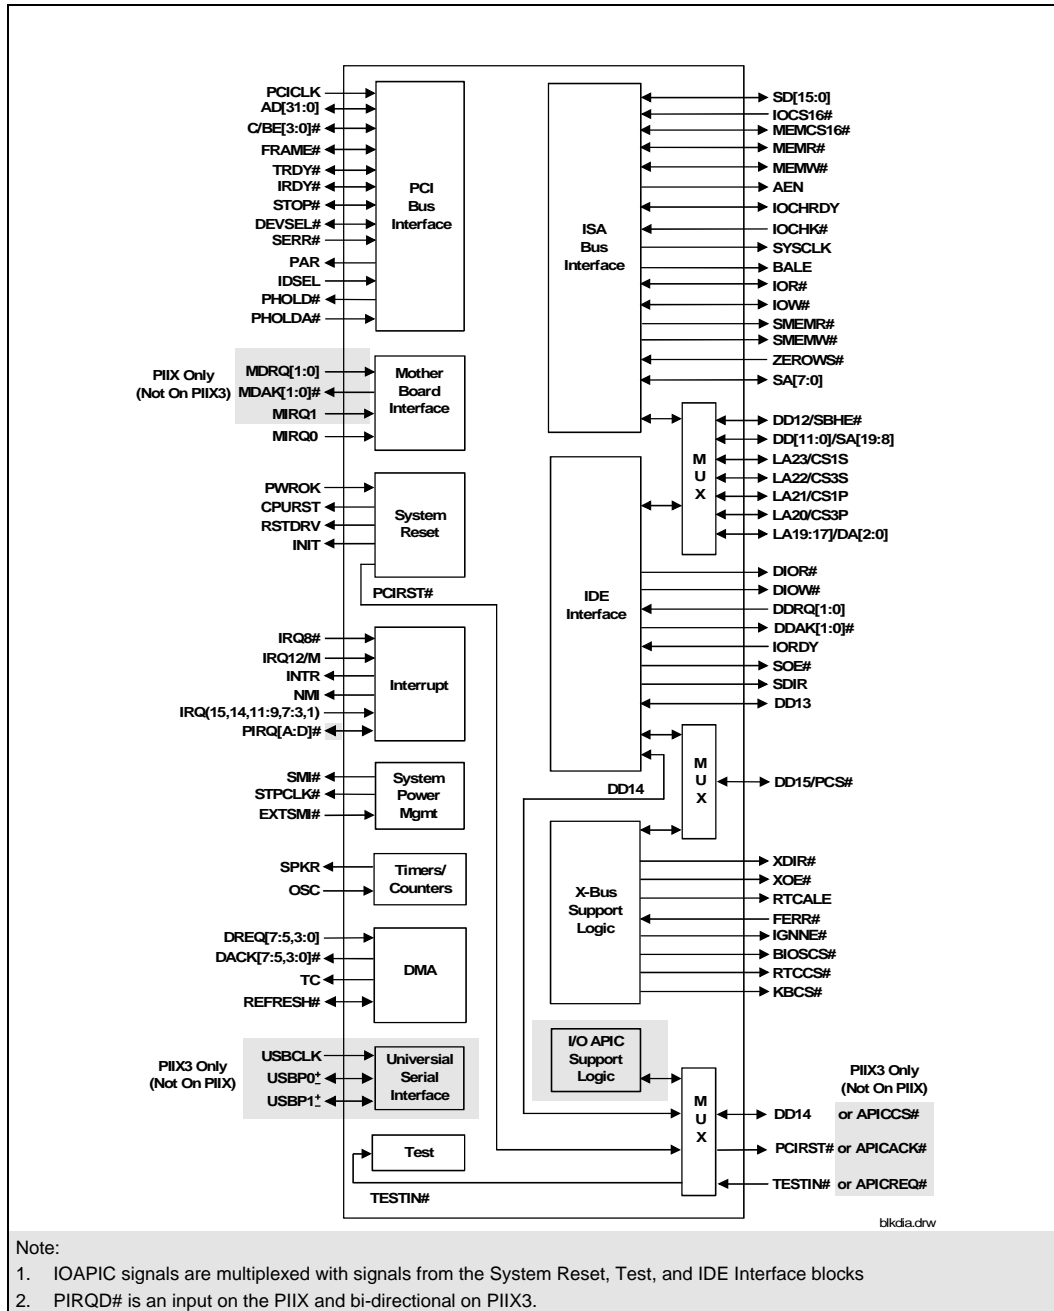 PCICLK
AD[31:0]
C/BE[3:0]#
FRAME#
TRDY#
IRDY#
STOP#
DEVSEL#
SERR#
PAR
IDSEL
PHOLD#
PHOLDA#
PCI
Bus
Interface
PIIX Only
(Not On PIIX3)
MDRQ[1:0]
MDAK[1:0]#
MIRQ1
MIRQ0
Mother
Board
Interface
PWROK
CPURST
RSTDRV
INIT
System
Reset
PCIRST#
IRQ8#
IRQ12/M
INTR
NMI
IRQ(15,14,11:9,7:3,1)
PIRQ[A:D]#
Interrupt
SMI#
STPCLK#
EXTSMI#
System
Power
Mgmt
SPKR
OSC
Timers/
Counters
DREQ[7:5,3:0]
DACK[7:5,3:0]#
TC
REFRESH#
DMA
PIIX3 Only
(Not On PIIX)
USBCLK
USBP0+-
USBP1+-
Universial
Serial
Interface
Test
TESTIN#
ISA
Bus
Interface
SD[15:0]
IOCS16#
MEMCS16#
MEMR#
MEMW#
AEN
IOCHRDY
IOCHK#
SYSCLK
BALE
IOR#
IOW#
SMEMR#
SMEMW#
ZEROWS#
SA[7:0]
M
U
X
DD12/SBHE#
DD[11:0]/SA[19:8]
LA23/CS1S
LA22/CS3S
LA21/CS1P
LA20/CS3P
LA19:17]/DA[2:0]
IDE
Interface
DIOR#
DIOW#
DDRQ[1:0]
DDAK[1:0]#
IORDY
SOE#
SDIR
DD13
DD14
M
U
X
DD15/PCS#
X-Bus
Support
Logic
XDIR#
XOE#
RTCALE
FERR#
IGNNE#
BIOSCS#
RTCCS#
KBCS#
I/O APIC
Support
Logic
M
U
X
PIIX3 Only
(Not On PIIX)
DD14 or APICCS#
PCIRST# or APICACK#
TESTIN# or APICREQ#
blkdia.drw
Note:
1. IOAPIC signals are multiplexed with signals from the System Reset, Test, and IDE Interface blocks
2. PIRQD# is an input on the PIIX and bi-directional on PIIX3.